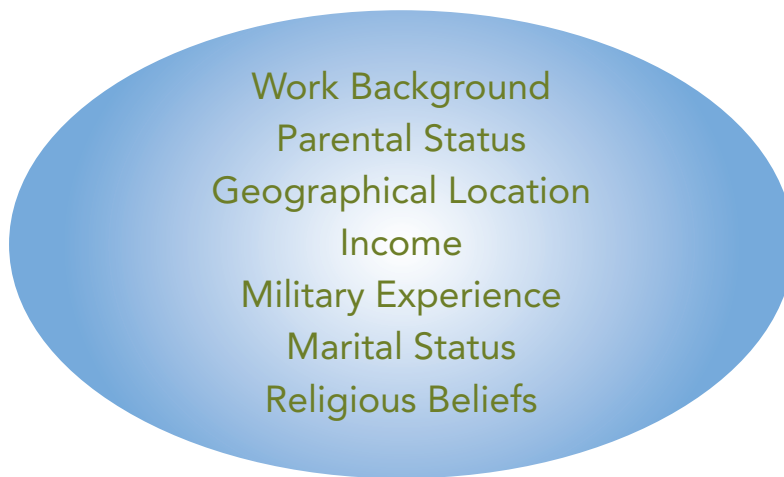 Work Background
Parental Status
Geographical Location
Income
Military Experience
Marital Status
Religious Beliefs